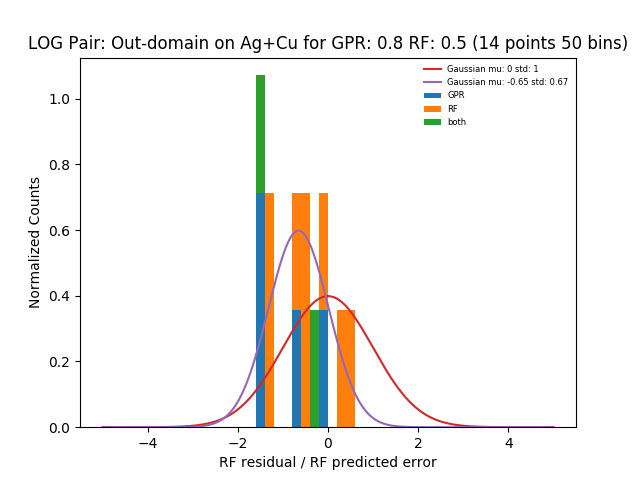 LOG Pair: Out-domain on Ag+Cu for GPR: 0.8 RF: 0.5 (14 points 50 bins)
Gaussian mu: 0 std: 1
Gaussian mu: -0.65 std: 0.67
GPR
RF
both
Normalized Counts
1.0
0.8
0.6
0.4
0.2
0.0
−4 −2 0 2 4
RF residual / RF predicted error